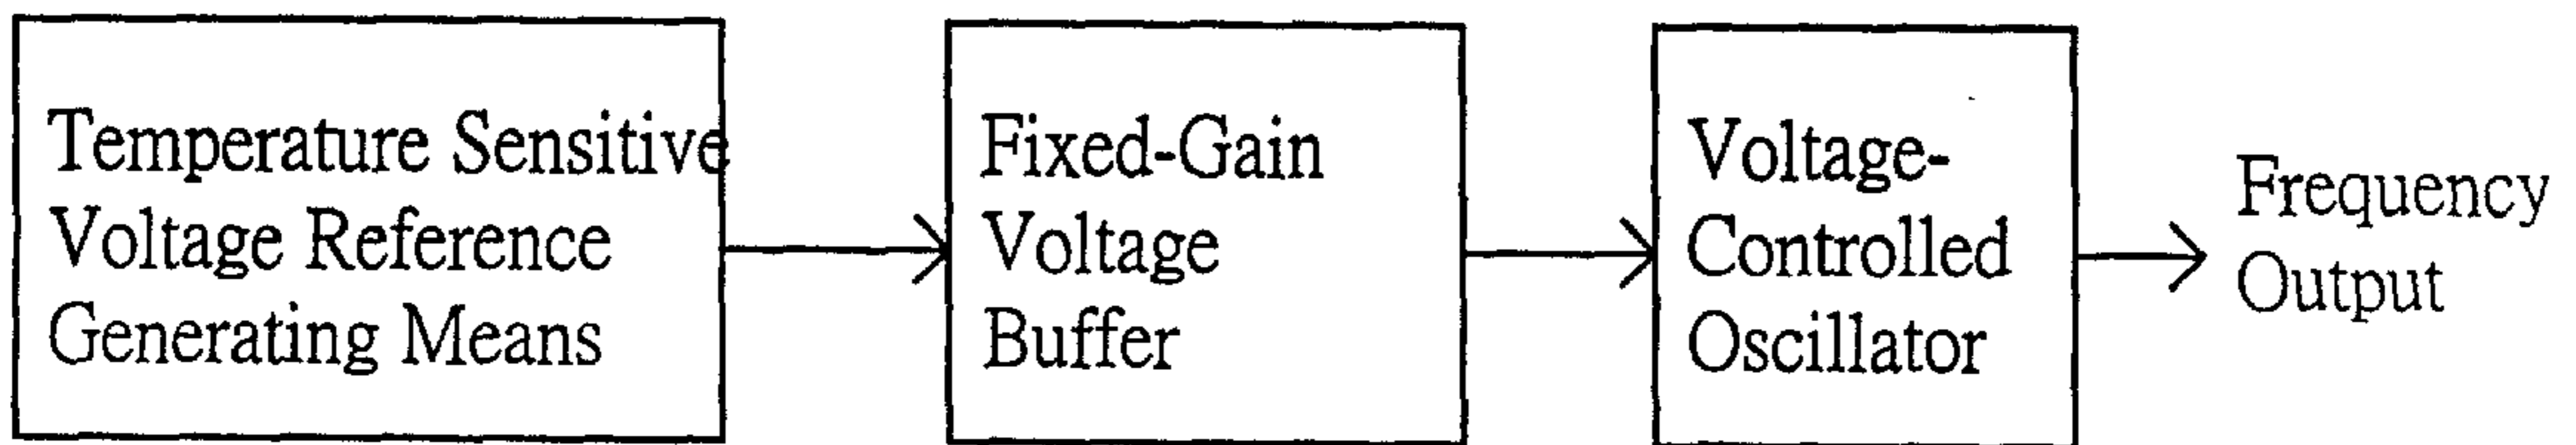 Temperature Sensitive
Voltage Reference
Generating Means
Fixed-Gain
Voltage
Buffer
Voltage-
Controlled
Oscillator
Frequency
Output